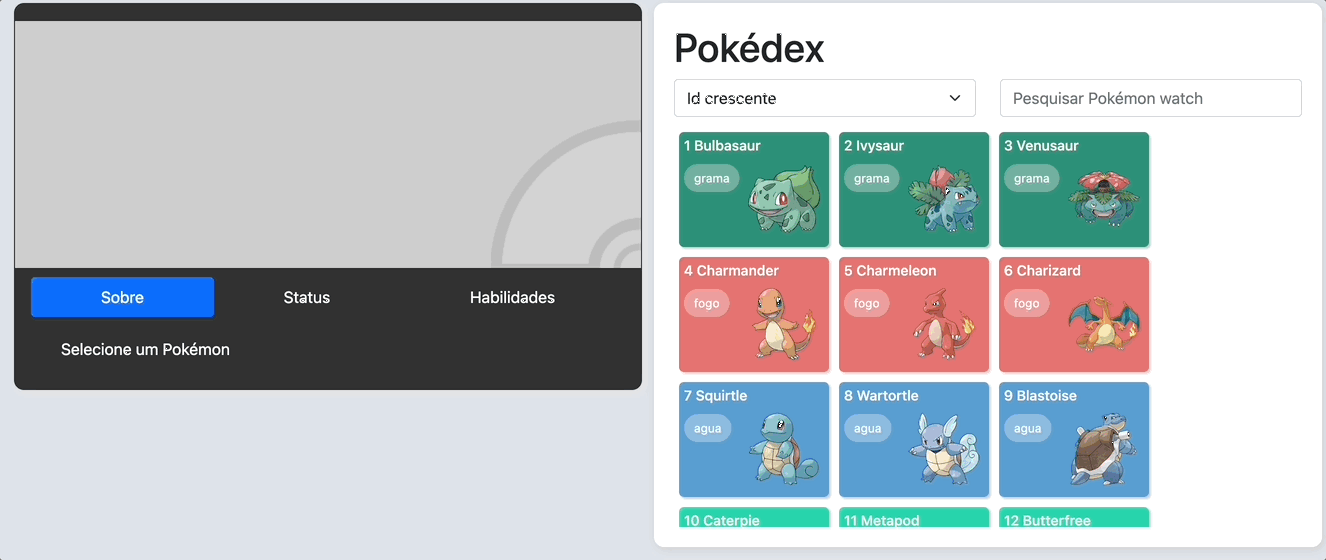 Sobre
Status
Habilidades
Selecione um Pokémon
Pokédex
Id crescente
Pesquisar Pokémon watch
1 Bulbasaur
grama
2 Ivysaur
grama
3 Venusaur
grama
4 Charmander
fogo
5 Charmeleon
fogo
6 Charizard
fogo
7 Squirtle
agua
8 Wartortle
agua
9 Blastoise
agua
10 Caterpie
11 Metapod
12 Butterfree